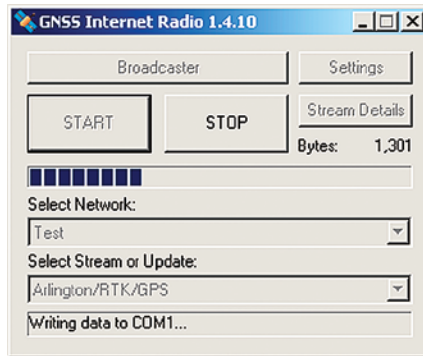 GNSS Internet Radio 1.4.10
Broadcaster
Settings
START
STOP
Stream Details
Bytes: 1,301
Select Network:
Test
Select Stream or Update:
Arlington/RTK/GPS
Writing data to COM1...